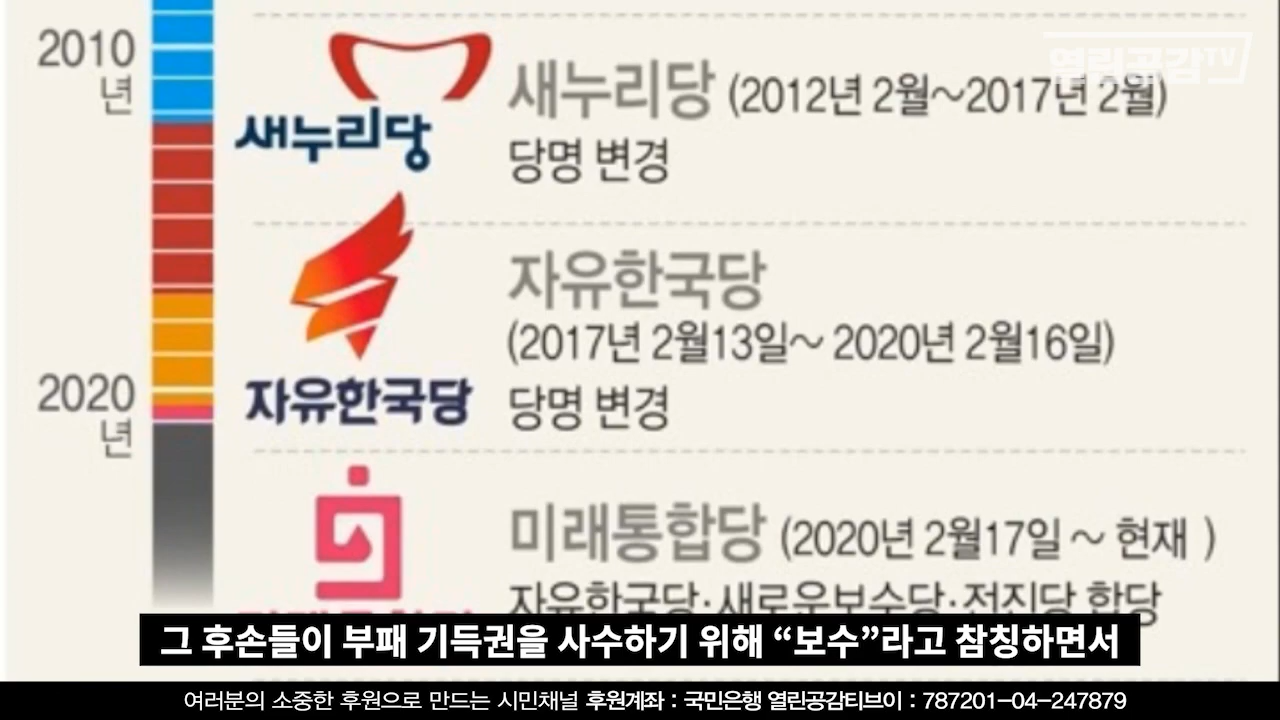 열린공감TV
2010
년
새누리당
새누리당 (2012년 2월~2017년 2월)
당명 변경
자유한국당
자유한국당
(2017년 2월13일~ 2020년 2월16일)
당명 변경
2020
년
미래통합당 (2020년 2월17일 ~ 현재 )
자유한국당·새로운보수당·전진당 합당
그 후손들이 부패 기득권을 사수하기 위해 “보수”라고 참칭하면서
여러분의 소중한 후원으로 만드는 시민채널 후원계좌 : 국민은행 열린공감티브이 : 787201-04-247879